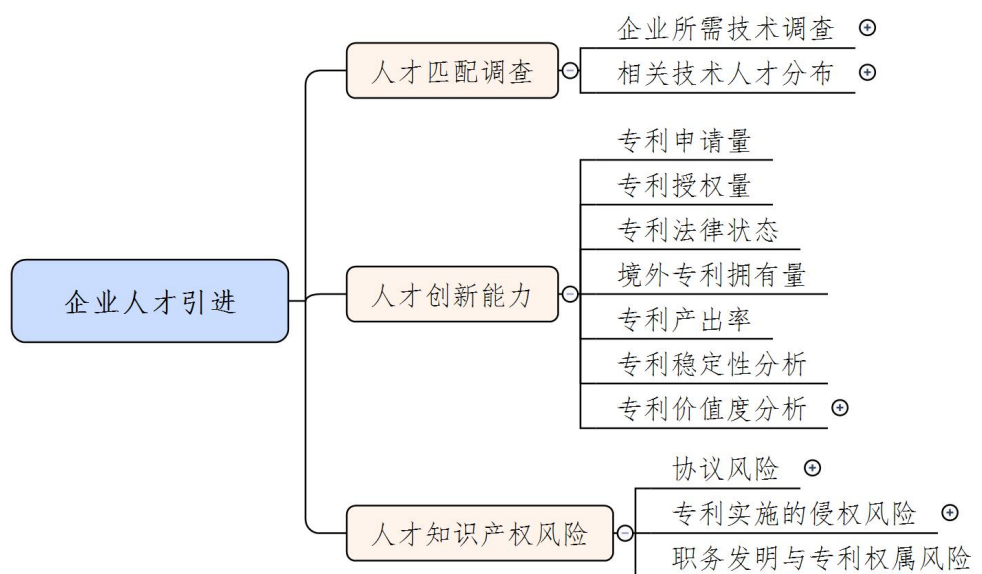 企业所需技术调查
人才匹配调查
相关技术人才分布
专利申请量
专利授权量
专利法律状态
境外专利拥有量
企业人才引进
人才创新能力
专利产出率
专利稳定性分析
专利价值度分析
协议风险
专利实施的侵权风险
人才知识产权风险
职务发明与专利权属风险